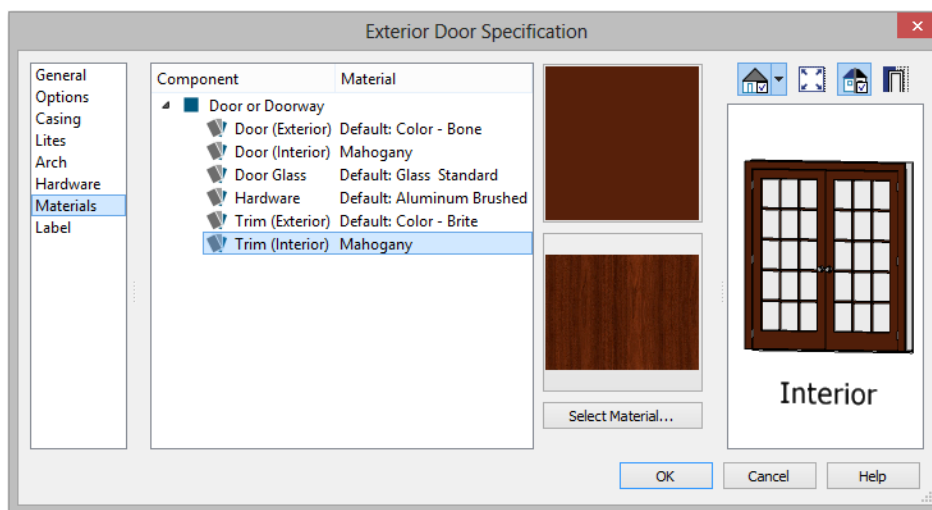 Exterior Door Specification
General
Options
Casing
Lites
Arch
Hardware
Materials
Label
Component Material
Door or Doorway
Door (Exterior) Default: Color - Bone
Door (Interior) Mahogany
Door Glass Default: Glass Standard
Hardware Default: Aluminum Brushed
Trim (Exterior) Default: Color - Brite
Trim (Interior) Mahogany
Select Material...
Interior
OK Cancel Help